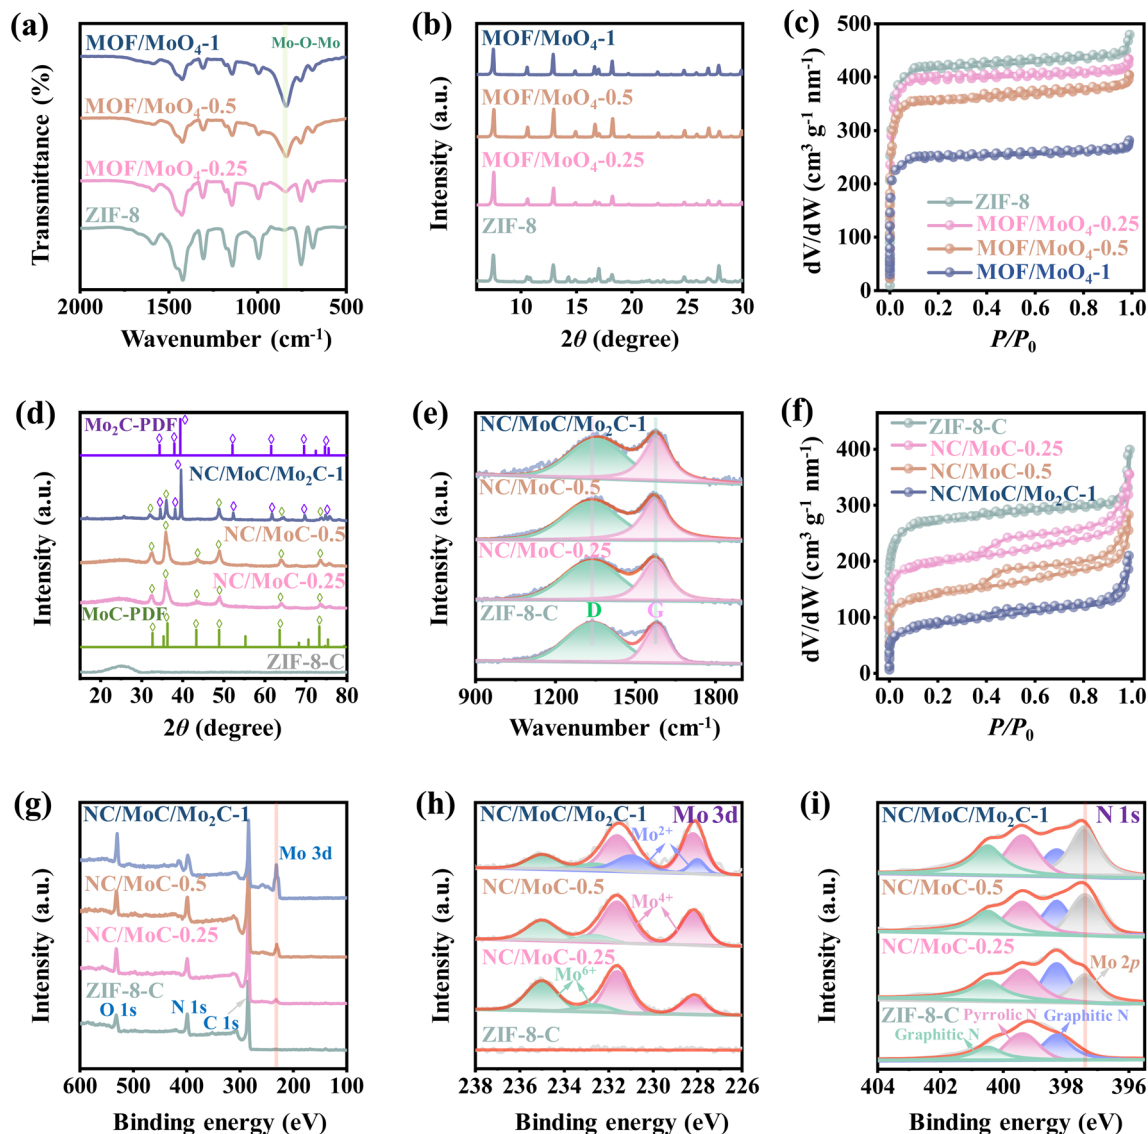 (a)
MOF/MoO₄-1
Mo-O-Mo
MOF/MoO₄-0.5
MOF/MoO₄-0.25
ZIF-8
Transmittance (%)
2000 1500 1000 500
Wavenumber (cm⁻¹)
(b)
MOF/MoO₄-1
MOF/MoO₄-0.5
MOF/MoO₄-0.25
ZIF-8
Intensity (a.u.)
10 15 20 25 30
2θ (degree)
(c)
500
400
300
200
100
0
dV/dW (cm³ g⁻¹ nm⁻¹)
ZIF-8
MOF/MoO₄-0.25
MOF/MoO₄-0.5
MOF/MoO₄-1
0.0 0.2 0.4 0.6 0.8 1.0
P/P₀
(d)
Mo₂C-PDF
NC/MoC/Mo₂C-1
NC/MoC-0.5
NC/MoC-0.25
MoC-PDF
ZIF-8-C
Intensity (a.u.)
20 30 40 50 60 70 80
2θ (degree)
(e)
NC/MoC/Mo₂C-1
NC/MoC-0.5
NC/MoC-0.25
ZIF-8-C
D G
Intensity (a.u.)
900 1200 1500 1800
Wavenumber (cm⁻¹)
(f)
ZIF-8-C
NC/MoC-0.25
NC/MoC-0.5
NC/MoC/Mo₂C-1
400
300
200
100
0
dV/dW (cm³ g⁻¹ nm⁻¹)
0.0 0.2 0.4 0.6 0.8 1.0
P/P₀
(g)
NC/MoC/Mo₂C-1
Mo 3d
NC/MoC-0.5
NC/MoC-0.25
ZIF-8-C
O 1s
N 1s
C 1s
Intensity (a.u.)
600 500 400 300 200 100
Binding energy (eV)
(h)
NC/MoC/Mo₂C-1
Mo 3d
Mo²⁺
NC/MoC-0.5
Mo⁴⁺
NC/MoC-0.25
Mo⁶⁺
ZIF-8-C
Intensity (a.u.)
238 236 234 232 230 228 226
Binding energy (eV)
(i)
NC/MoC/Mo₂C-1
N 1s
NC/MoC-0.5
NC/MoC-0.25
Mo 2p
ZIF-8-C
Pyrrolic N
Graphitic N
Graphitic N
Intensity (a.u.)
404 402 400 398 396
Binding energy (eV)